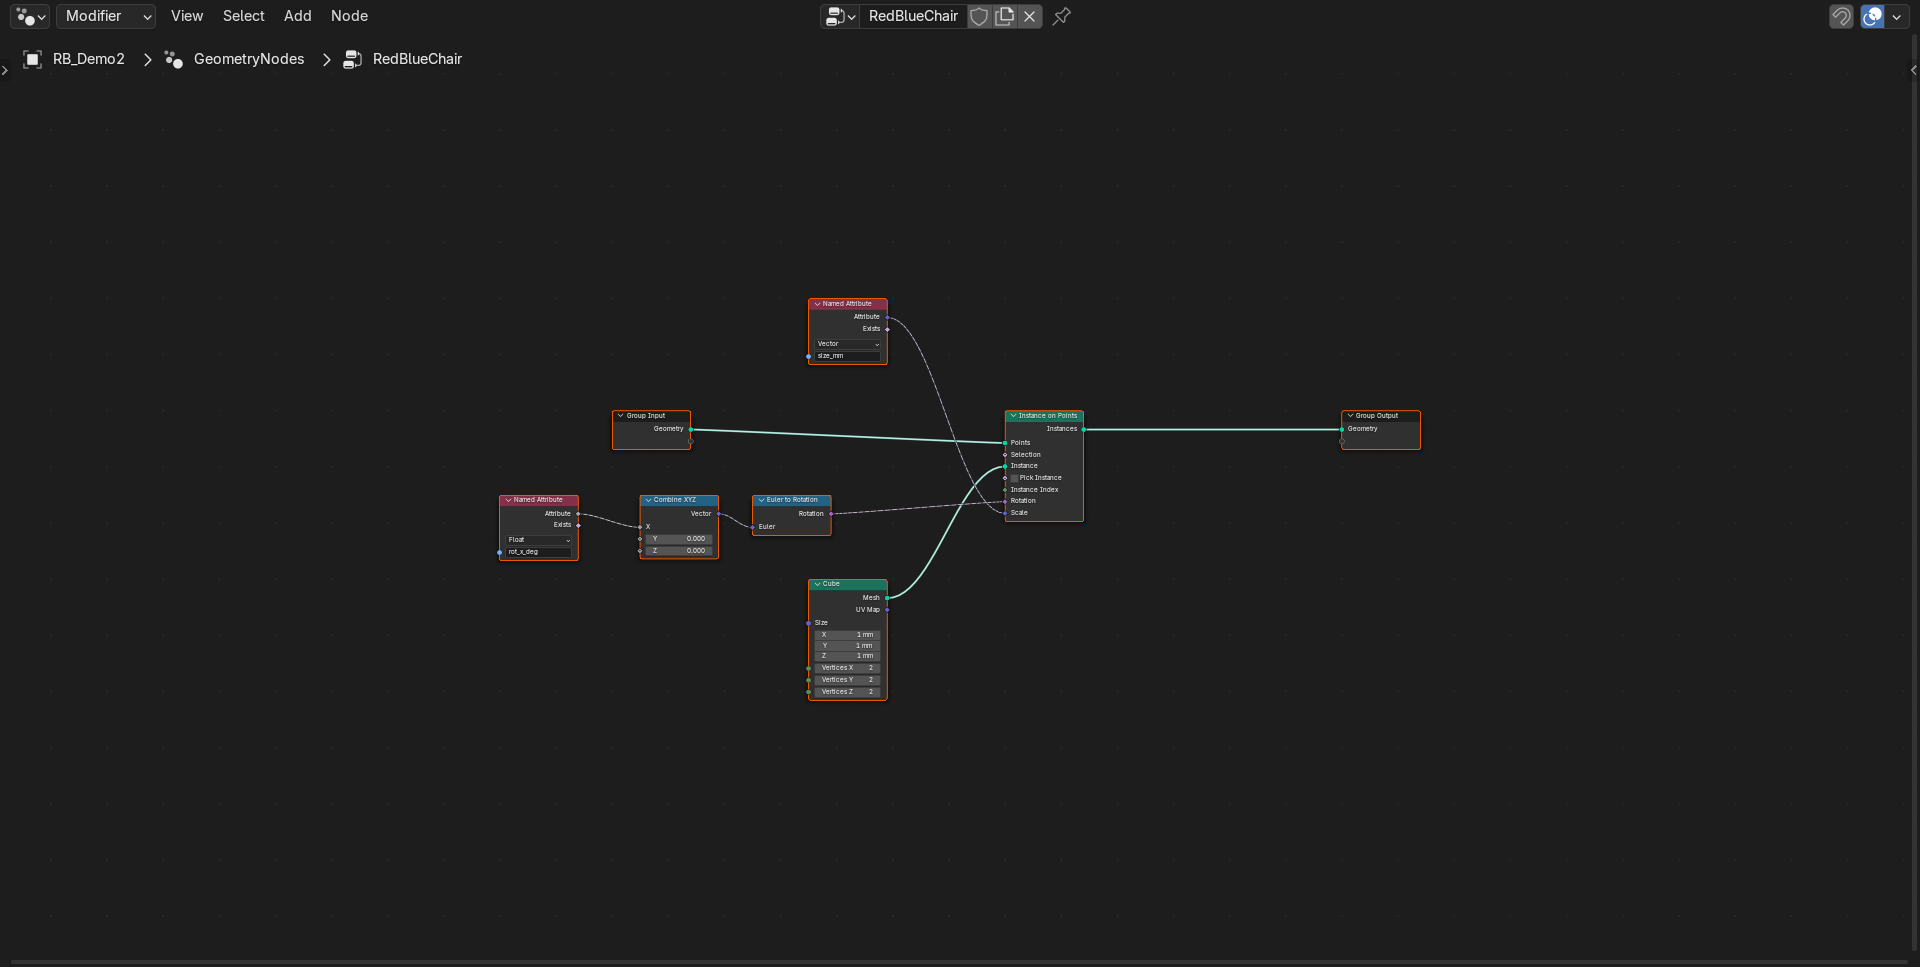 Modifier View Select Add Node RedBlueChair
RB_Demo2 GeometryNodes RedBlueChair
Named Attribute
Attribute
Exists
Vector
size_mm
Group Input
Geometry
Named Attribute
Attribute
Exists
Float
rot_x_deg
Combine XYZ
Vector
X
Y 0.000
Z 0.000
Euler to Rotation
Rotation
Euler
Cube
Mesh
UV Map
Size
X 1 mm
Y 1 mm
Z 1 mm
Vertices X 2
Vertices Y 2
Vertices Z 2
Instance on Points
Instances
Points
Selection
Instance
Pick Instance
Instance Index
Rotation
Scale
Group Output
Geometry